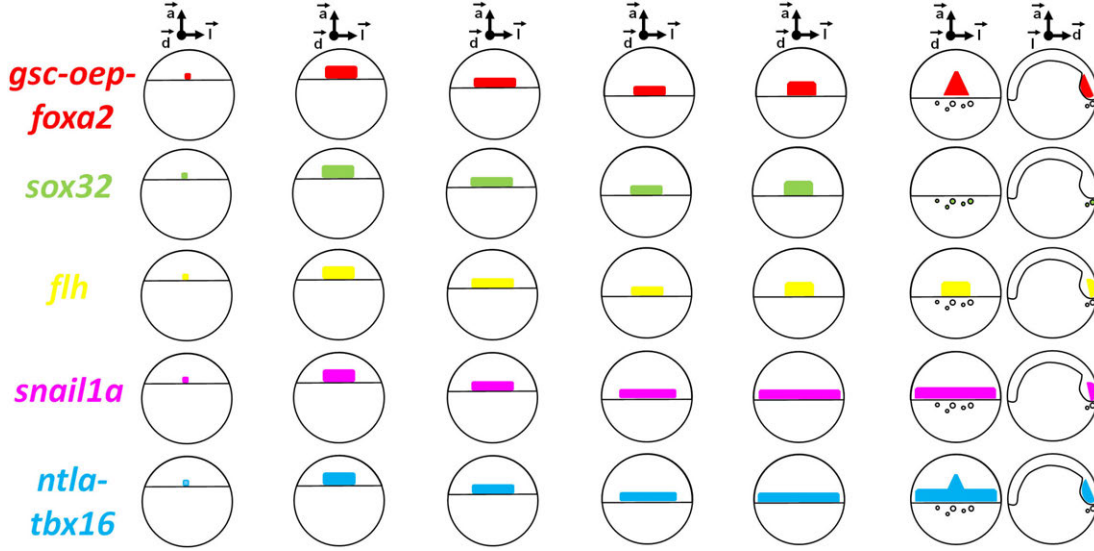 a a a a a a a
d l d l d l d l d l d l l d
gsc-oep-
foxa2
sox32
flh
snail1a
ntla-
tbx16